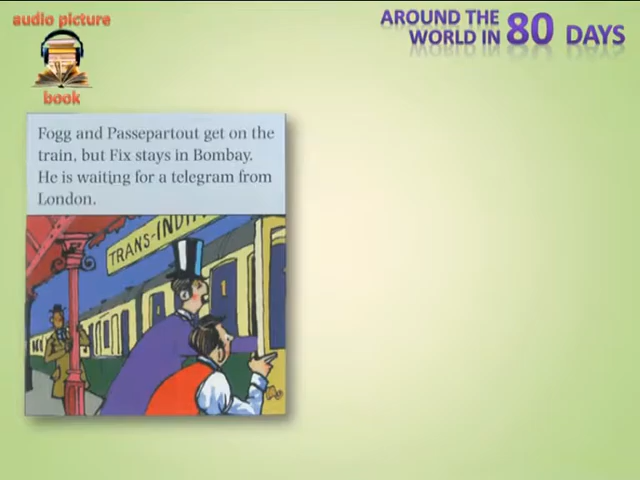 audio picture
book
AROUND THE
WORLD IN 80 DAYS
Fogg and Passepartout get on the
train, but Fix stays in Bombay.
He is waiting for a telegram from
London.
TRANS-INDI